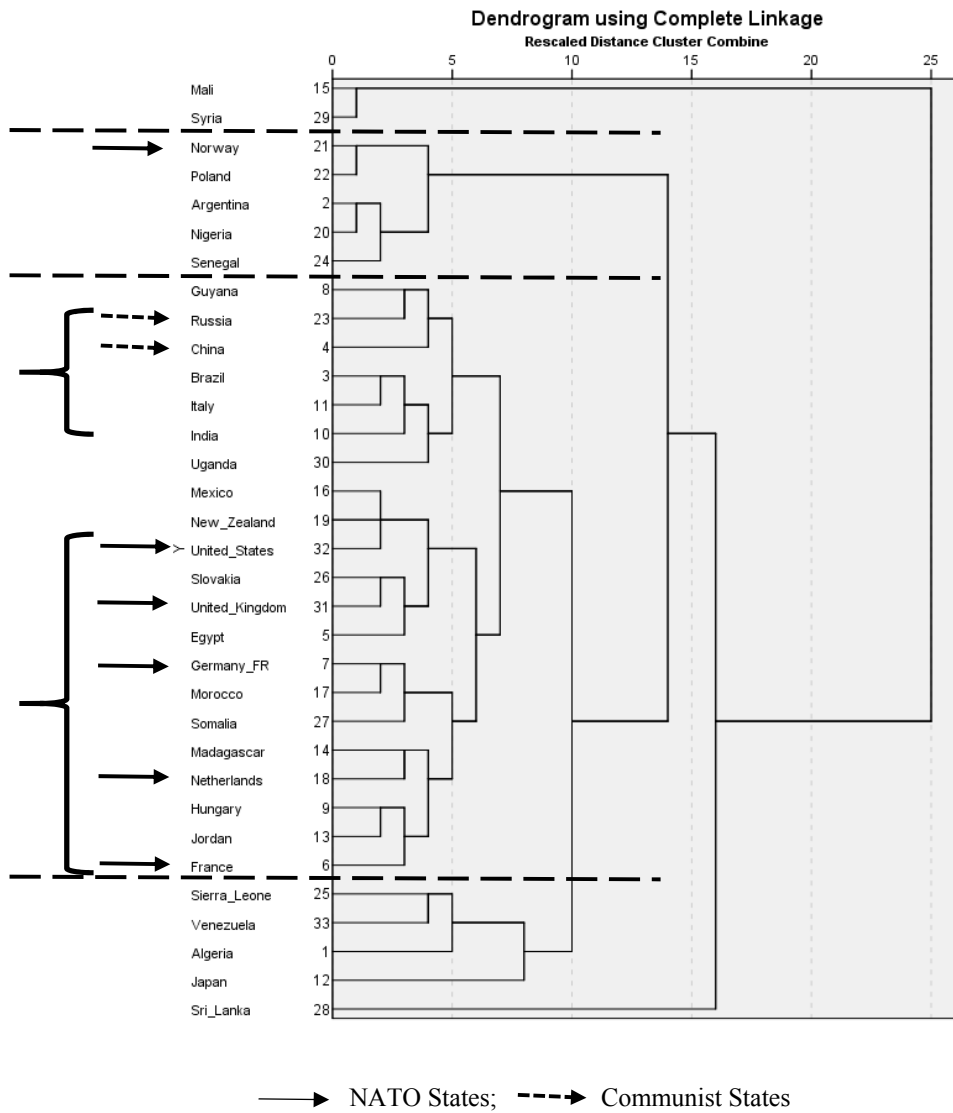 Dendrogram using Complete Linkage
Rescaled Distance Cluster Combine
0 5 10 15 20 25
Mali 15
Syria 29
Norway 21
Poland 22
Argentina 2
Nigeria 20
Senegal 24
Guyana 8
Russia 23
China 4
Brazil 3
Italy 11
India 10
Uganda 30
Mexico 16
New_Zealand 19
Y United_States 32
Slovakia 26
United_Kingdom 31
Egypt 5
Germany_FR 7
Morocco 17
Somalia 27
Madagascar 14
Netherlands 18
Hungary 9
Jordan 13
France 6
Sierra_Leone 25
Venezuela 33
Algeria 1
Japan 12
Sri_Lanka 28
NATO States; Communist States